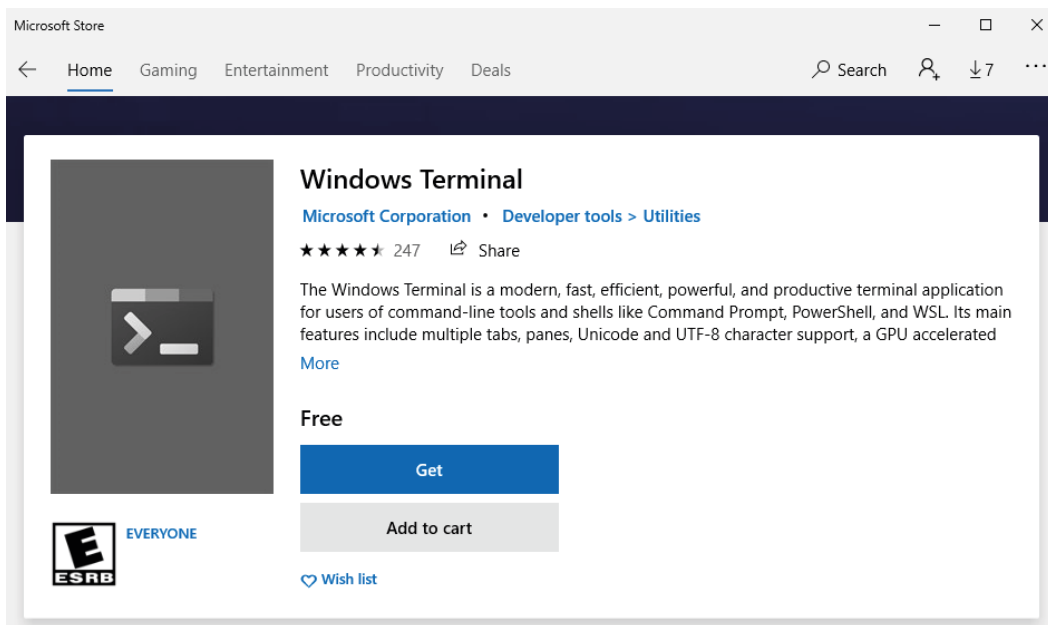 Microsoft Store
Home Gaming Entertainment Productivity Deals Search 7
Windows Terminal
Microsoft Corporation • Developer tools > Utilities
247 Share
The Windows Terminal is a modern, fast, efficient, powerful, and productive terminal application
for users of command-line tools and shells like Command Prompt, PowerShell, and WSL. Its main
features include multiple tabs, panes, Unicode and UTF-8 character support, a GPU accelerated
More
Free
Get
Add to cart
E EVERYONE
ESRB
Wish list